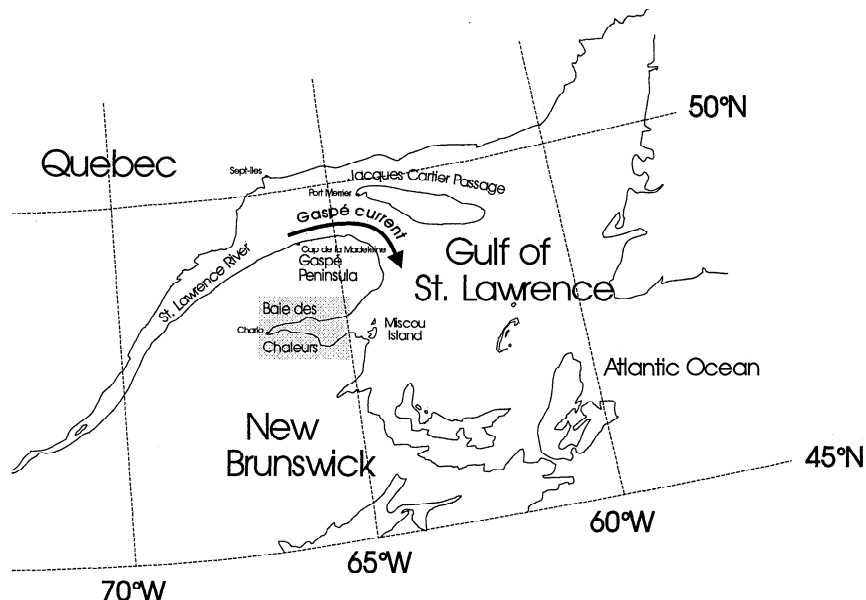 50°N
Quebec
Sept-Iles
Jacques Cartier Passage
Port Menier
Gaspé current
Cap de la Madeleine
Gaspé
Peninsula
Gulf of
St. Lawrence
St. Lawrence River
Baie des
Charlo
Chaleurs
Miscou
Island
Atlantic Ocean
New
Brunswick
45°N
60°W
65°W
70°W